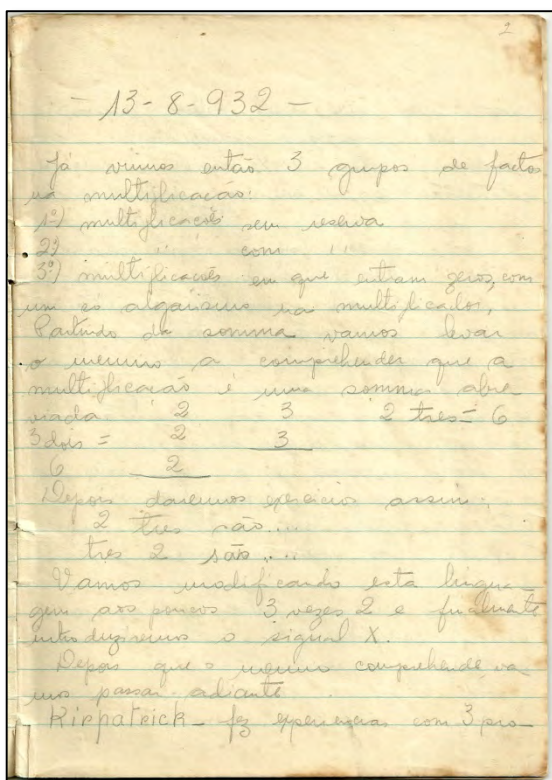 2
- 13-8-932 -
Já vimos então 3 grupos de factos
na multiplicação:
1º) multiplicações sem reserva
2º) " com "
3º) multiplicações em que entram zeros, com
um só algarismo no multiplicador,
Partindo da somma vamos levar
o menino a comprehender que a
multiplicação é uma somma abre
viada 2 3 2 tres = 6
3 dois = 2 3
6 2
Depois daremos exercicio assim:
2 tres são....
tres 2 são....
Vamos modificando esta lingua
gem aos poucos 3 vezes 2 e finalmente
introduziremos o signal X.
Depois que o menino comprehende va
mos passar adiante.
Kirpatrick - fez experiencias com 3 pro-